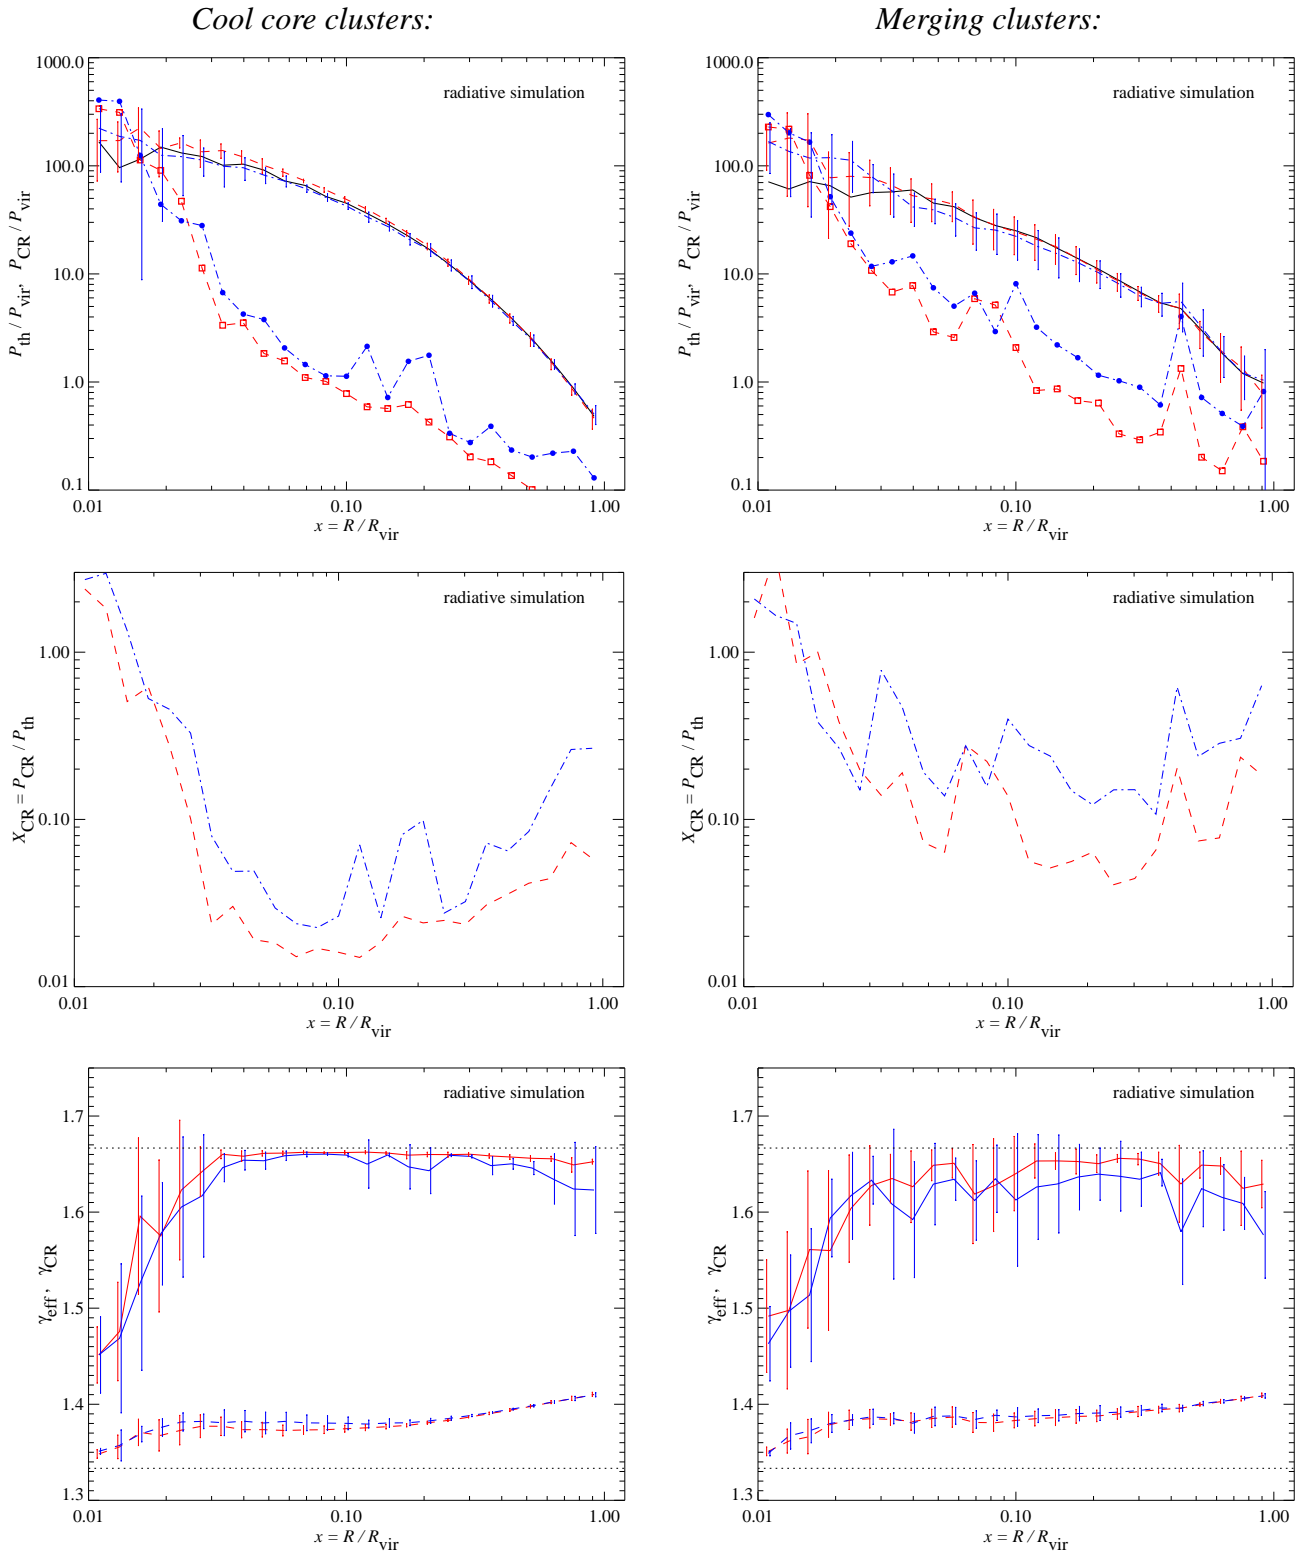 Cool core clusters:
Merging clusters:
radiative simulation
1000.0
100.0
10.0
1.0
0.1
P_th / P_vir, P_CR / P_vir
0.01
0.10
1.00
x = R / R_vir
radiative simulation
1000.0
100.0
10.0
1.0
0.1
P_th / P_vir, P_CR / P_vir
0.01
0.10
1.00
x = R / R_vir
radiative simulation
1.00
0.10
0.01
X_CR = P_CR / P_th
0.01
0.10
1.00
x = R / R_vir
radiative simulation
1.00
0.10
0.01
X_CR = P_CR / P_th
0.01
0.10
1.00
x = R / R_vir
radiative simulation
1.7
1.6
1.5
1.4
1.3
γ_eff, γ_CR
0.01
0.10
1.00
x = R / R_vir
radiative simulation
1.7
1.6
1.5
1.4
1.3
γ_eff, γ_CR
0.01
0.10
1.00
x = R / R_vir